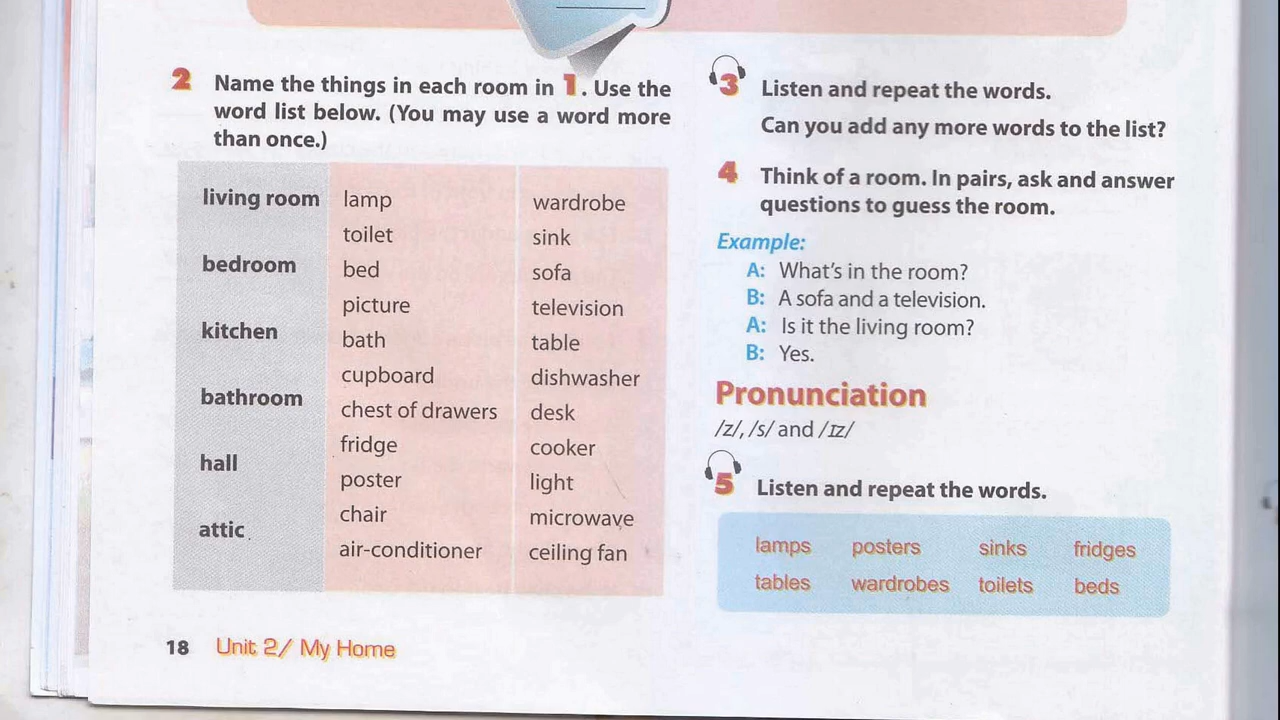 2 Name the things in each room in 1. Use the
word list below. (You may use a word more
than once.)
living room
bedroom
kitchen
bathroom
hall
attic
lamp
toilet
bed
picture
bath
cupboard
chest of drawers
fridge
poster
chair
air-conditioner
wardrobe
sink
sofa
television
table
dishwasher
desk
cooker
light
microwave
ceiling fan
18 Unit 2/ My Home
3 Listen and repeat the words.
Can you add any more words to the list?
4 Think of a room. In pairs, ask and answer
questions to guess the room.
Example:
A: What's in the room?
B: A sofa and a television.
A: Is it the living room?
B: Yes.
Pronunciation
/z/, /s/ and /ɪz/
5 Listen and repeat the words.
lamps posters sinks fridges
tables wardrobes toilets beds